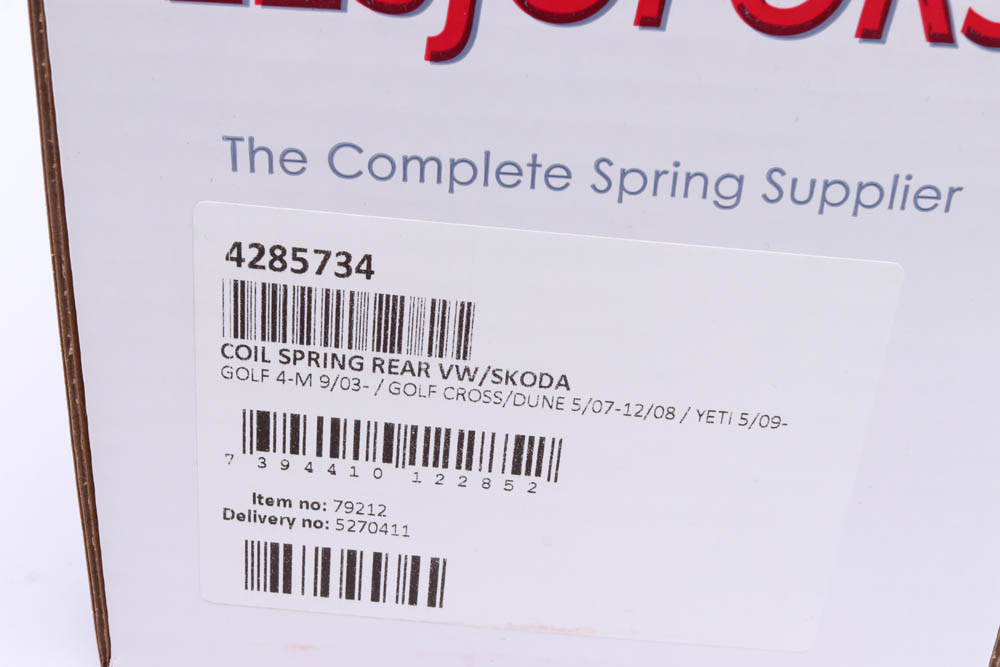 The Complete Spring Supplier
4285734
COIL SPRING REAR VW/SKODA
GOLF 4-M 9/03- / GOLF CROSS/DUNE 5/07-12/08 / YETI 5/09-
7 394410 122852
Item no: 79212
Delivery no: 5270411